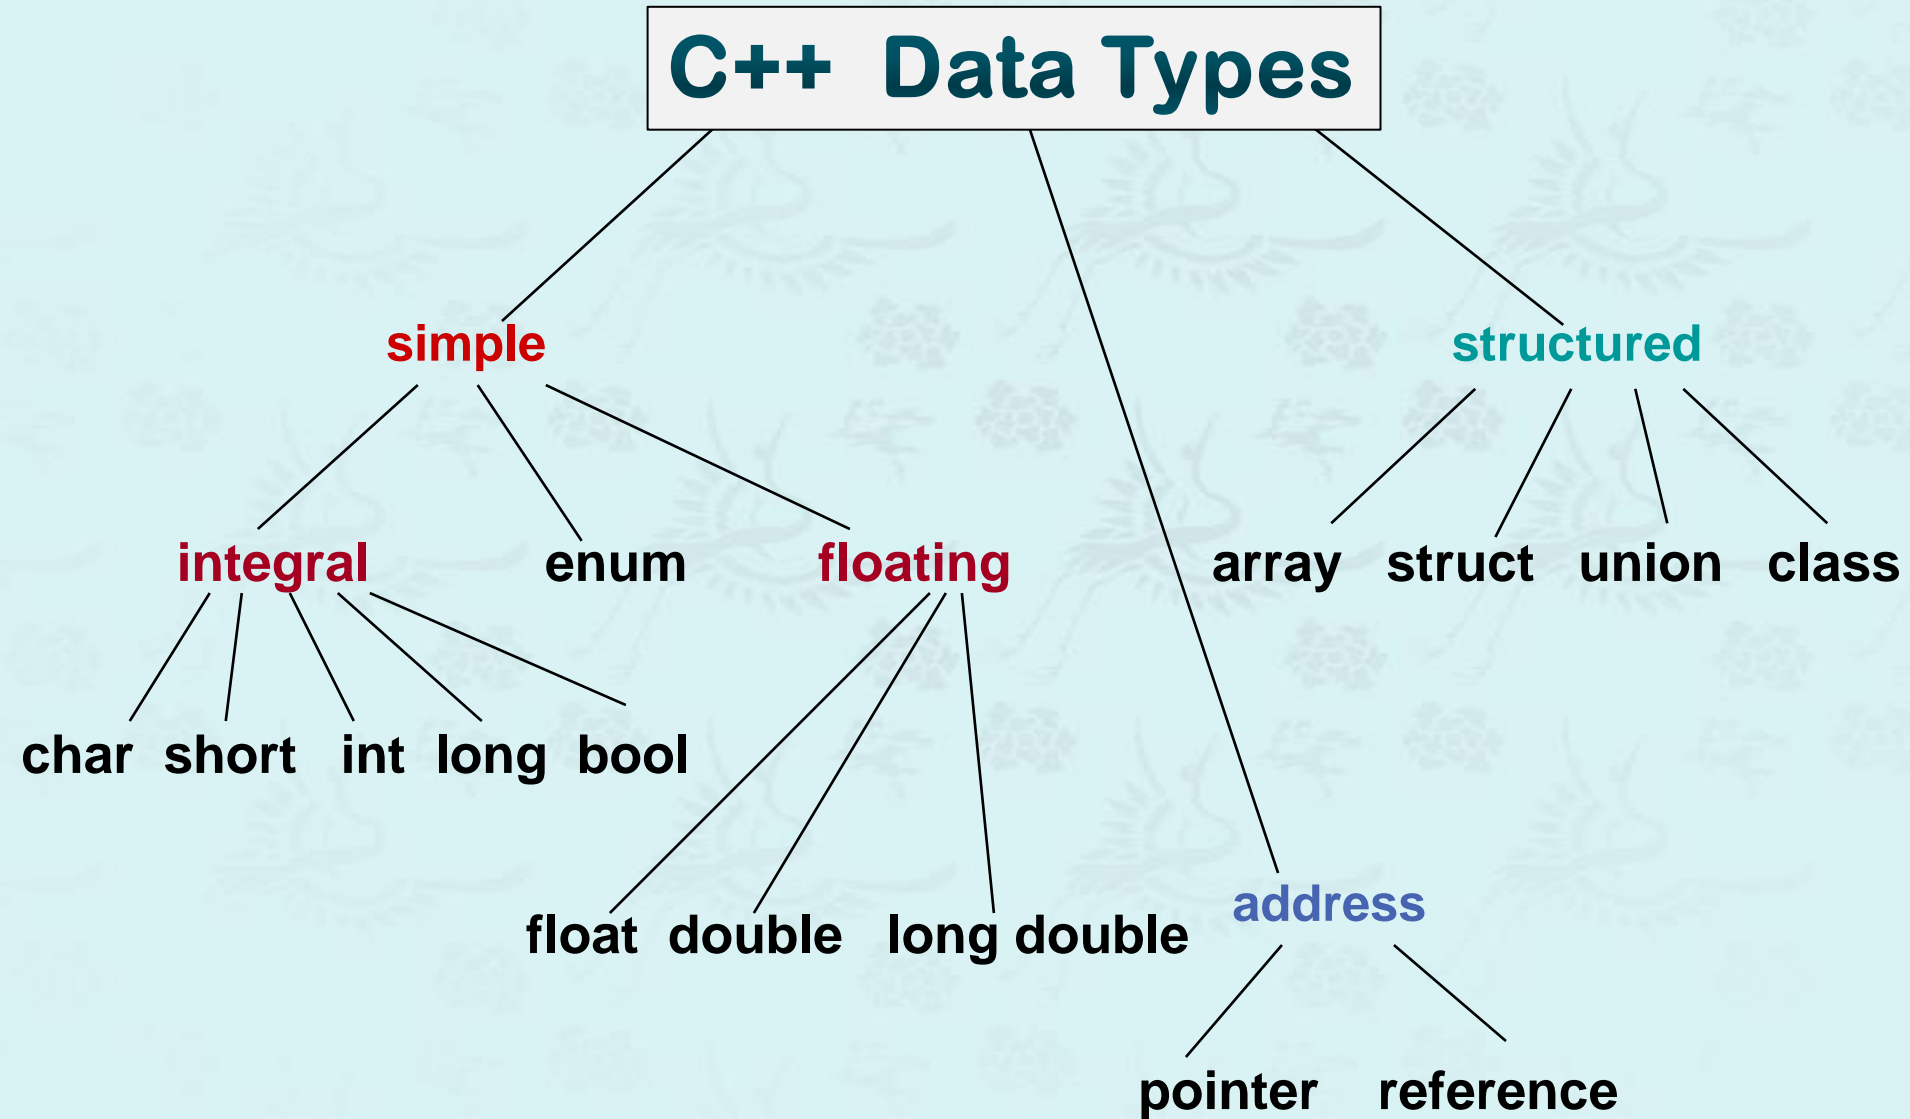 C++ Data Types
simple structured
integral enum floating array struct union class
char short int long bool
address
float double long double
pointer reference